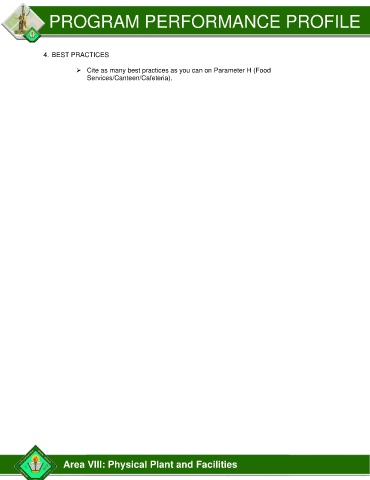 PROGRAM PERFORMANCE PROFILE
4. BEST PRACTICES
➢ Cite as many best practices as you can on Parameter H (Food
Services/Canteen/Cafeteria).
Area VIII: Physical Plant and Facilities